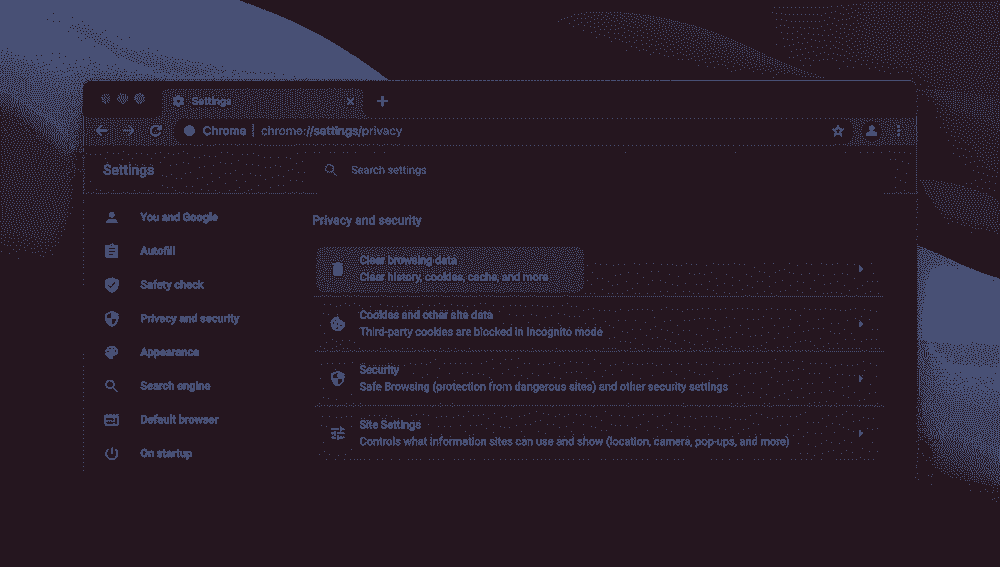 Settings
Chrome | chrome://settings/privacy
Settings
Search settings
You and Google
Autofill
Safety check
Privacy and security
Appearance
Search engine
Default browser
On startup
Privacy and security
Clear browsing data
Clear history, cookies, cache, and more
Cookies and other site data
Third-party cookies are blocked in Incognito mode
Security
Safe Browsing (protection from dangerous sites) and other security settings
Site Settings
Controls what information sites can use and show (location, camera, pop-ups, and more)